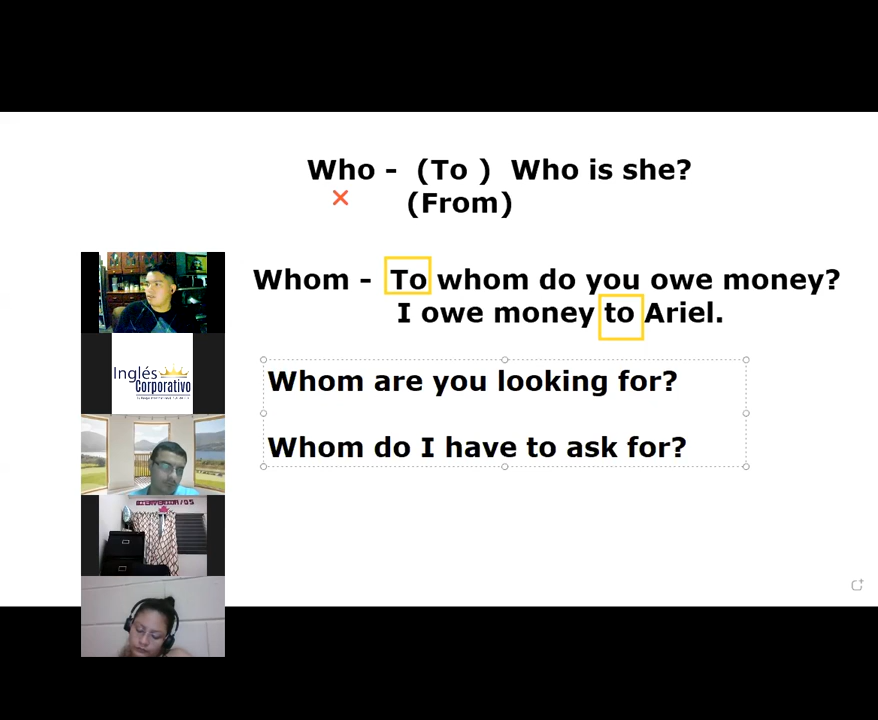 Who - (To ) Who is she?
(From)
Whom - To whom do you owe money?
I owe money to Ariel.
Whom are you looking for?
Whom do I have to ask for?
Inglés
Corporativo